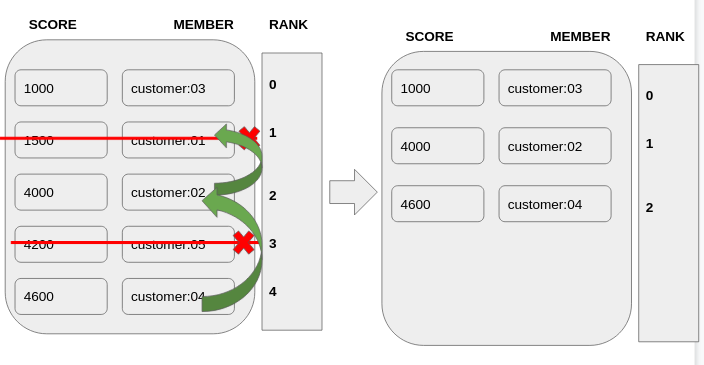 SCORE MEMBER RANK
1000 customer:03 0
1500 customer:01 1
4000 customer:02 2
4200 customer:05 3
4600 customer:04 4
SCORE MEMBER RANK
1000 customer:03 0
4000 customer:02 1
4600 customer:04 2